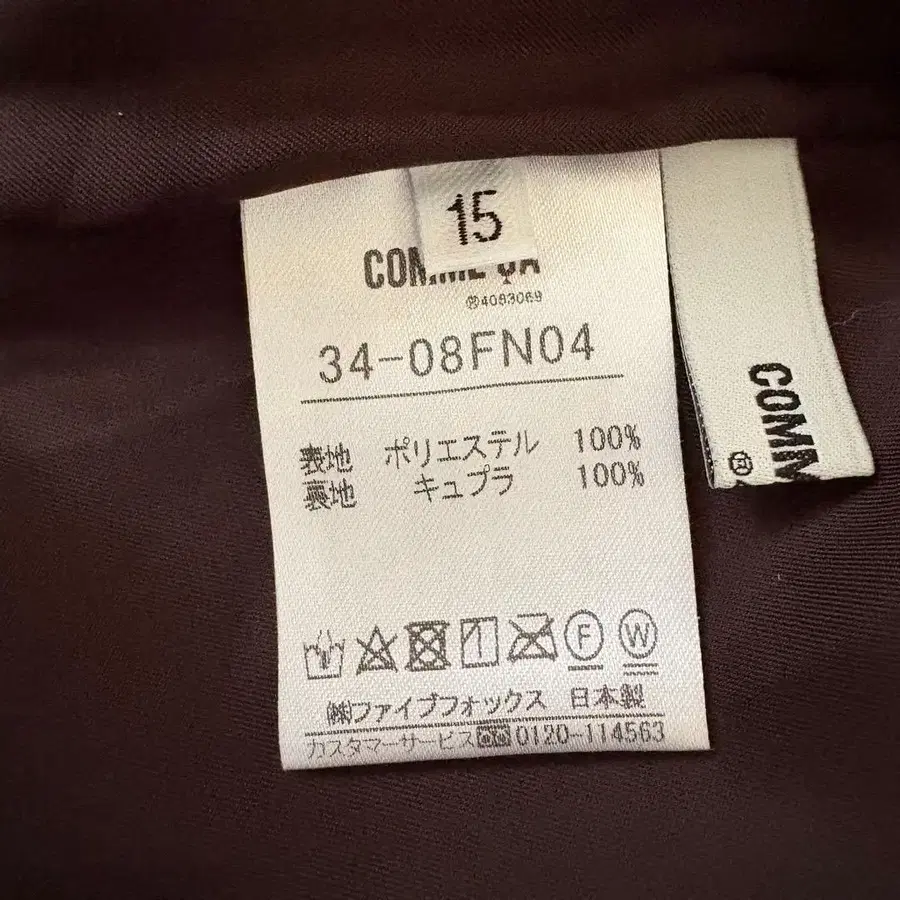 15
COMME ÇA
®4093069
34-08FN04
表地 ポリエステル 100%
裏地 キュプラ 100%
F W
㈱ファイブフォックス 日本製
カスタマーサービス 0120-114563
COMM
®